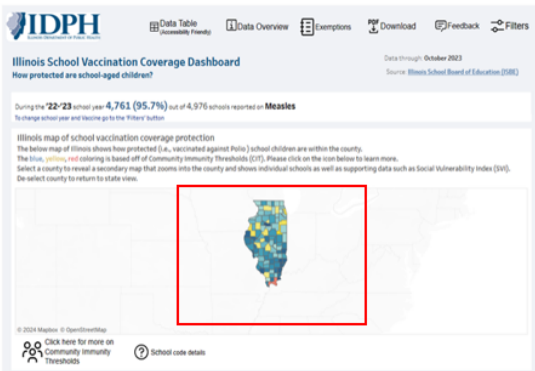 IDPH
ILLINOIS DEPARTMENT OF PUBLIC HEALTH
Data Table
(Accessibility Friendly)
Data Overview
Exemptions
PDF
Download
Feedback
Filters
Illinois School Vaccination Coverage Dashboard
How protected are school-aged children?
Data through: October 2023
Source: Illinois School Board of Education (ISBE)
During the '22-'23 school year 4,761 (95.7%) out of 4,976 schools reported on Measles
To change school year and Vaccine go to the 'Filters' button
Illinois map of school vaccination coverage protection
The below map of Illinois shows how protected (i.e., vaccinated against Polio ) school children are within the county.
The blue, yellow, red coloring is based off of Community Immunity Thresholds (CIT). Please click on the icon below to learn more.
Select a county to reveal a secondary map that zooms into the county and shows individual schools as well as supporting data such as Social Vulnerability Index (SVI).
De-select county to return to state view.
© 2024 Mapbox © OpenStreetMap
Click here for more on
Community Immunity
Thresholds
? School code details